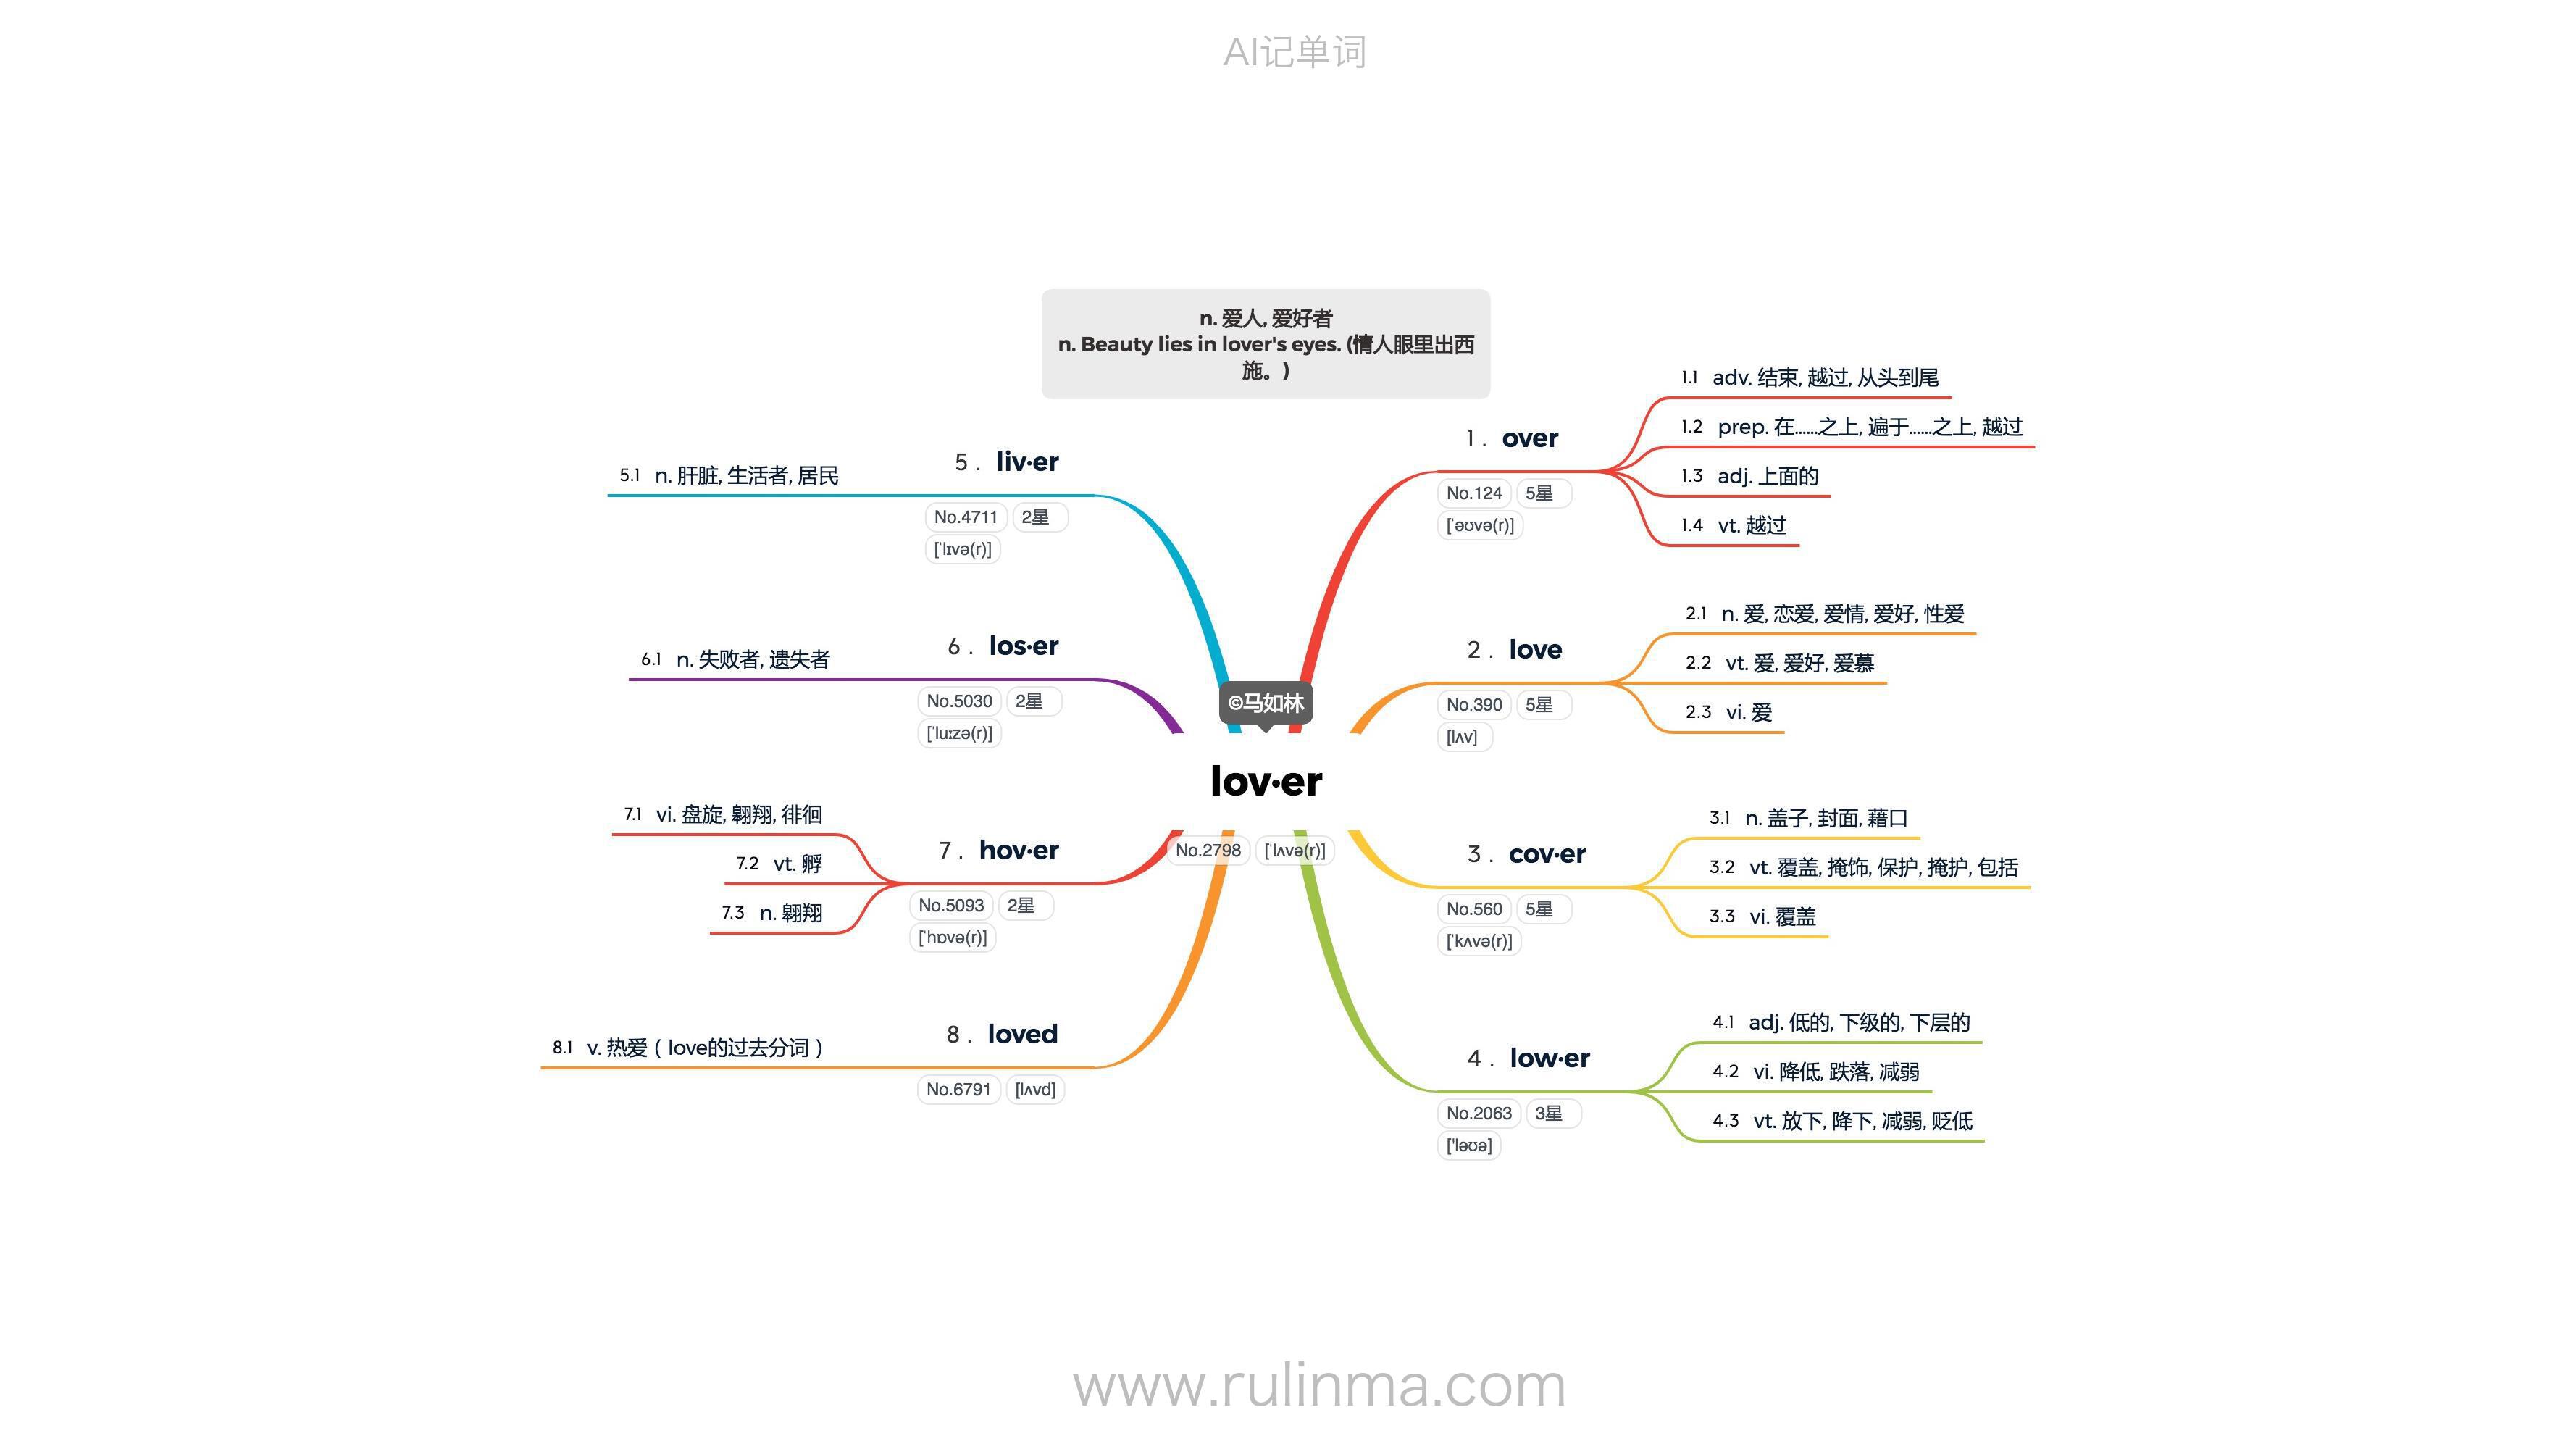 AI记单词
n. 爱人, 爱好者
n. Beauty lies in lover's eyes. (情人眼里出西
施。)
©马如林
lov·er
No.2798 [ˈlʌvə(r)]
1. over
No.124 5星
[ˈəʊvə(r)]
1.1 adv. 结束, 越过, 从头到尾
1.2 prep. 在……之上, 遍于……之上, 越过
1.3 adj. 上面的
1.4 vt. 越过
2. love
No.390 5星
[lʌv]
2.1 n. 爱, 恋爱, 爱情, 爱好, 性爱
2.2 vt. 爱, 爱好, 爱慕
2.3 vi. 爱
3. cov·er
No.560 5星
[ˈkʌvə(r)]
3.1 n. 盖子, 封面, 藉口
3.2 vt. 覆盖, 掩饰, 保护, 掩护, 包括
3.3 vi. 覆盖
4. low·er
No.2063 3星
['ləʊə]
4.1 adj. 低的, 下级的, 下层的
4.2 vi. 降低, 跌落, 减弱
4.3 vt. 放下, 降下, 减弱, 贬低
5. liv·er
No.4711 2星
[ˈlɪvə(r)]
5.1 n. 肝脏, 生活者, 居民
6. los·er
No.5030 2星
[ˈluːzə(r)]
6.1 n. 失败者, 遗失者
7. hov·er
No.5093 2星
[ˈhɒvə(r)]
7.1 vi. 盘旋, 翱翔, 徘徊
7.2 vt. 孵
7.3 n. 翱翔
8. loved
No.6791 [lʌvd]
8.1 v. 热爱（love的过去分词）
www.rulinma.com